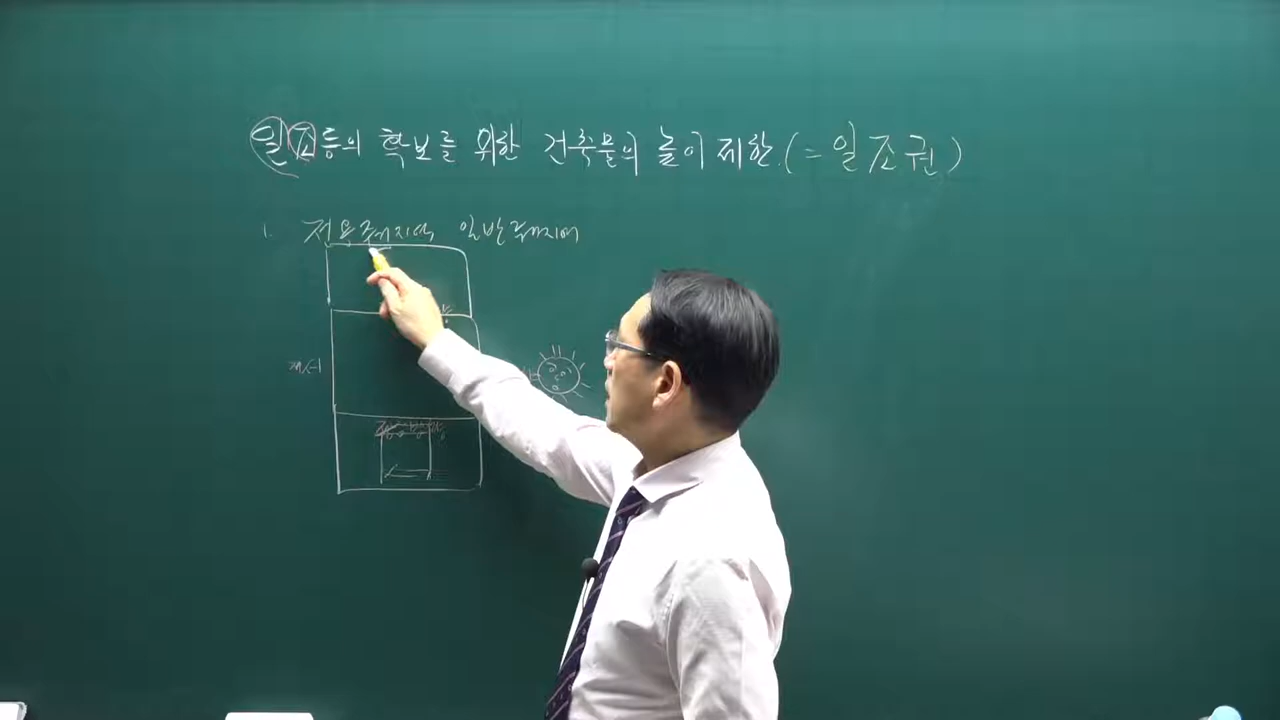 일조등의 확보를 위한 건축물의 높이 제한.(= 일조권)
1. 전용주거지역 일반주거지역